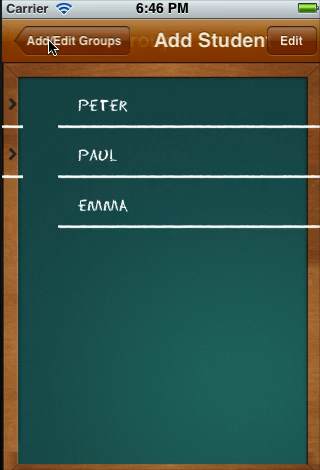 Carrier 6:46 PM
Add/Edit Groups Add Studen Edit
PETER
PAUL
EMMA